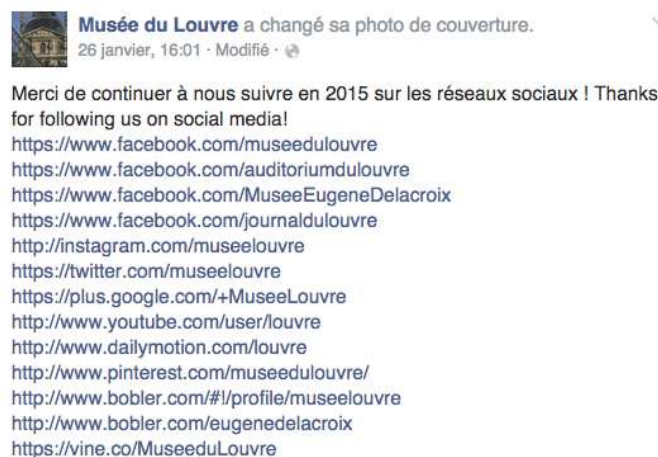 Musée du Louvre a changé sa photo de couverture.
26 janvier, 16:01 · Modifié ·
Merci de continuer à nous suivre en 2015 sur les réseaux sociaux ! Thanks
for following us on social media!
https://www.facebook.com/museedulouvre
https://www.facebook.com/auditoriumdulouvre
https://www.facebook.com/MuseeEugeneDelacroix
https://www.facebook.com/journaldulouvre
http://instagram.com/museelouvre
https://twitter.com/museelouvre
https://plus.google.com/+MuseeLouvre
http://www.youtube.com/user/louvre
http://www.dailymotion.com/louvre
http://www.pinterest.com/museedulouvre/
http://www.bobler.com/#!/profile/museelouvre
http://www.bobler.com/eugenedelacroix
https://vine.co/MuseeduLouvre